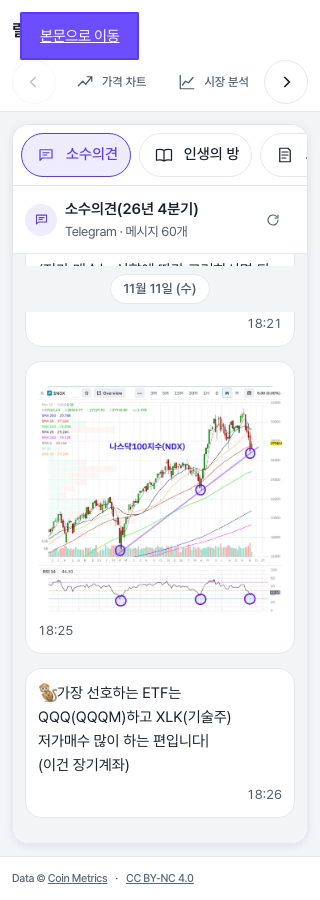 본문으로 이동
가격 차트
시장 분석
소수의견
인생의 방
소수의견(26년 4분기)
Telegram · 메시지 60개
11월 11일 (수)
18:21
$NDX
Overview
나스닥100지수(NDX)
18:25
🐒가장 선호하는 ETF는
QQQ(QQQM)하고 XLK(기술주)
저가매수 많이 하는 편입니다
(이건 장기계좌)
18:26
Data © Coin Metrics · CC BY-NC 4.0